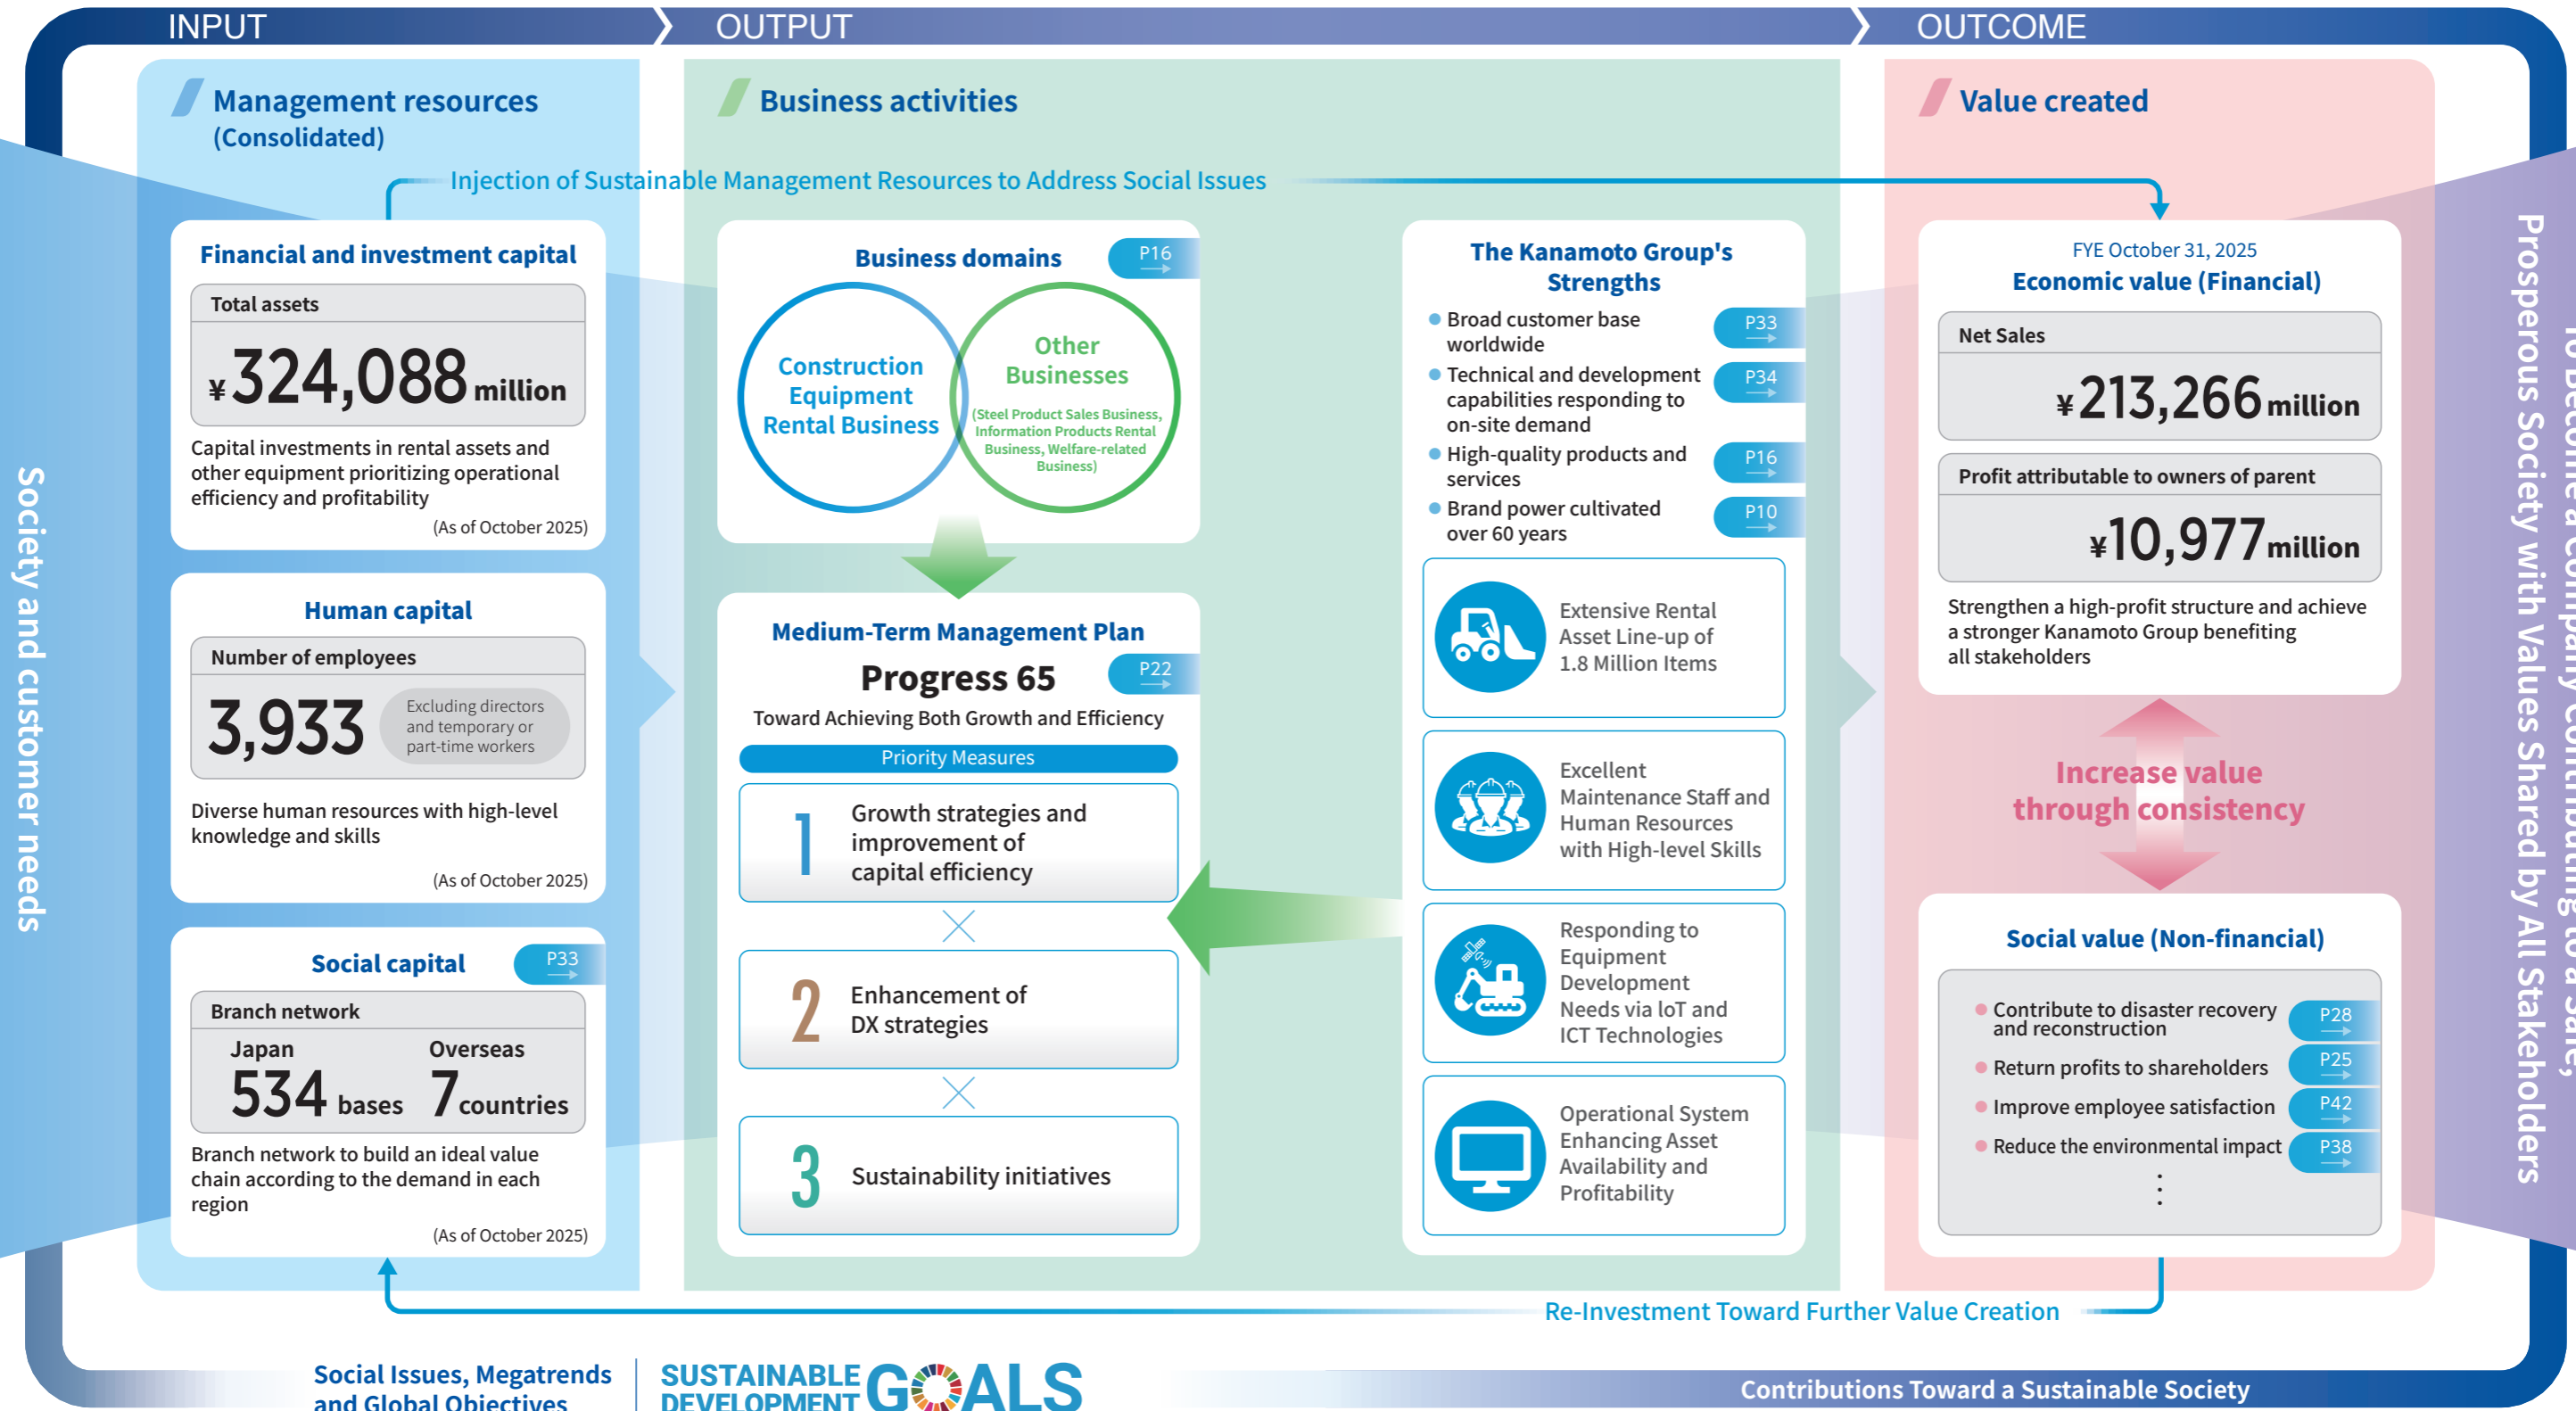 INPUT
OUTPUT
OUTCOME
Society and customer needs
Management resources
(Consolidated)
Injection of Sustainable Management Resources to Address Social Issues
Financial and investment capital
Total assets
¥324,088 million
Capital investments in rental assets and
other equipment prioritizing operational
efficiency and profitability
(As of October 2025)
Human capital
Number of employees
3,933
Excluding directors
and temporary or
part-time workers
Diverse human resources with high-level
knowledge and skills
(As of October 2025)
Social capital
P33
Branch network
Japan
534 bases
Overseas
7 countries
Branch network to build an ideal value
chain according to the demand in each
region
(As of October 2025)
Business activities
Business domains
P16
Construction
Equipment
Rental Business
Other
Businesses
(Steel Product Sales Business,
Information Products Rental
Business, Welfare-related
Business)
Medium-Term Management Plan
Progress 65
P22
Toward Achieving Both Growth and Efficiency
Priority Measures
1
Growth strategies and
improvement of
capital efficiency
2
Enhancement of
DX strategies
3
Sustainability initiatives
The Kanamoto Group's
Strengths
Broad customer base
worldwide
P33
Technical and development
capabilities responding to
on-site demand
P34
High-quality products and
services
P16
Brand power cultivated
over 60 years
P10
Extensive Rental
Asset Line-up of
1.8 Million Items
Excellent
Maintenance Staff and
Human Resources
with High-level Skills
Responding to
Equipment
Development
Needs via loT and
ICT Technologies
Operational System
Enhancing Asset
Availability and
Profitability
Value created
FYE October 31, 2025
Economic value (Financial)
Net Sales
¥213,266 million
Profit attributable to owners of parent
¥10,977 million
Strengthen a high-profit structure and achieve
a stronger Kanamoto Group benefiting
all stakeholders
Increase value
through consistency
Social value (Non-financial)
Contribute to disaster recovery
and reconstruction
P28
Return profits to shareholders
P25
Improve employee satisfaction
P42
Reduce the environmental impact
P38
To Become a Company Contributing to a Safe,
Prosperous Society with Values Shared by All Stakeholders
Re-Investment Toward Further Value Creation
Social Issues, Megatrends
and Global Objectives
SUSTAINABLE
DEVELOPMENT
GOALS
Contributions Toward a Sustainable Society